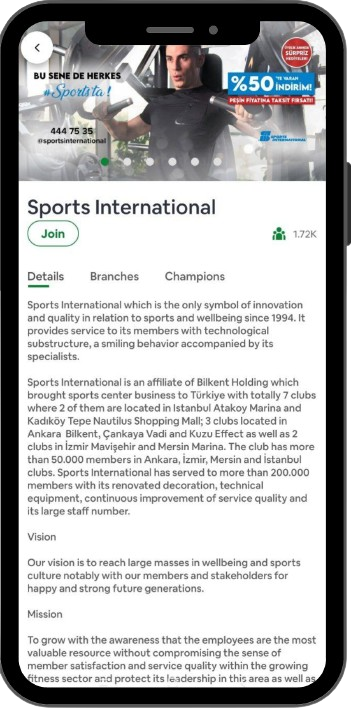 BU SENE DE HERKES
#Sports'ta !
444 75 35
@sportsinternational
SÜRPRİZ
%50 'YE VARAN
İNDİRİM!
PEŞİN FİYATINA TAKSİT FIRSATI!
SPORTS
INTERNATIONAL
Sports International
Join
1.72K
Details Branches Champions
Sports International which is the only symbol of innovation
and quality in relation to sports and wellbeing since 1994. It
provides service to its members with technological
substructure, a smiling behavior accompanied by its
specialists.
Sports International is an affiliate of Bilkent Holding which
brought sports center business to Türkiye with totally 7 clubs
where 2 of them are located in Istanbul Atakoy Marina and
Kadıköy Tepe Nautilus Shopping Mall; 3 clubs located in
Ankara Bilkent, Çankaya Vadi and Kuzu Effect as well as 2
clubs in İzmir Mavişehir and Mersin Marina. The club has more
than 50.000 members in Ankara, İzmir, Mersin and İstanbul
clubs. Sports International has served to more than 200.000
members with its renovated decoration, technical
equipment, continuous improvement of service quality and
its large staff number.
Vision
Our vision is to reach large masses in wellbeing and sports
culture notably with our members and stakeholders for
happy and strong future generations.
Mission
To grow with the awareness that the employees are the most
valuable resource without compromising the sense of
member satisfaction and service quality within the growing
fitness sector and protect its leadership in this area as well as